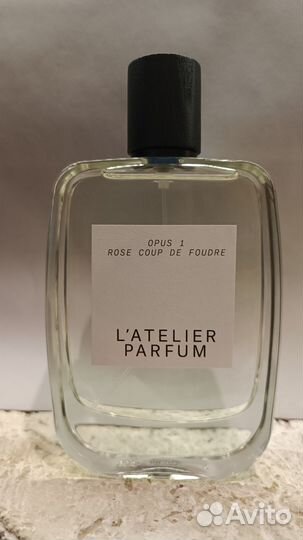 OPUS 1
ROSE COUP DE FOUDRE
L'ATELIER
PARFUM
Avito